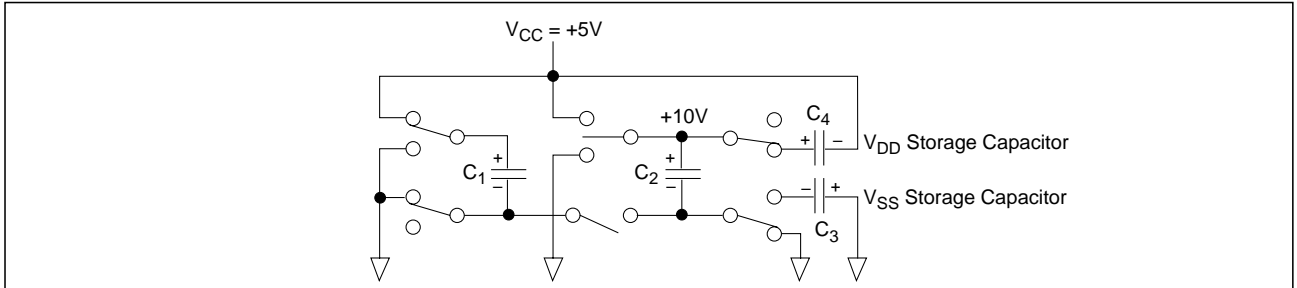 V_CC = +5V
+10V
C_4
+ − V_DD Storage Capacitor
+
C_1
−
+
C_2
−
− + V_SS Storage Capacitor
C_3